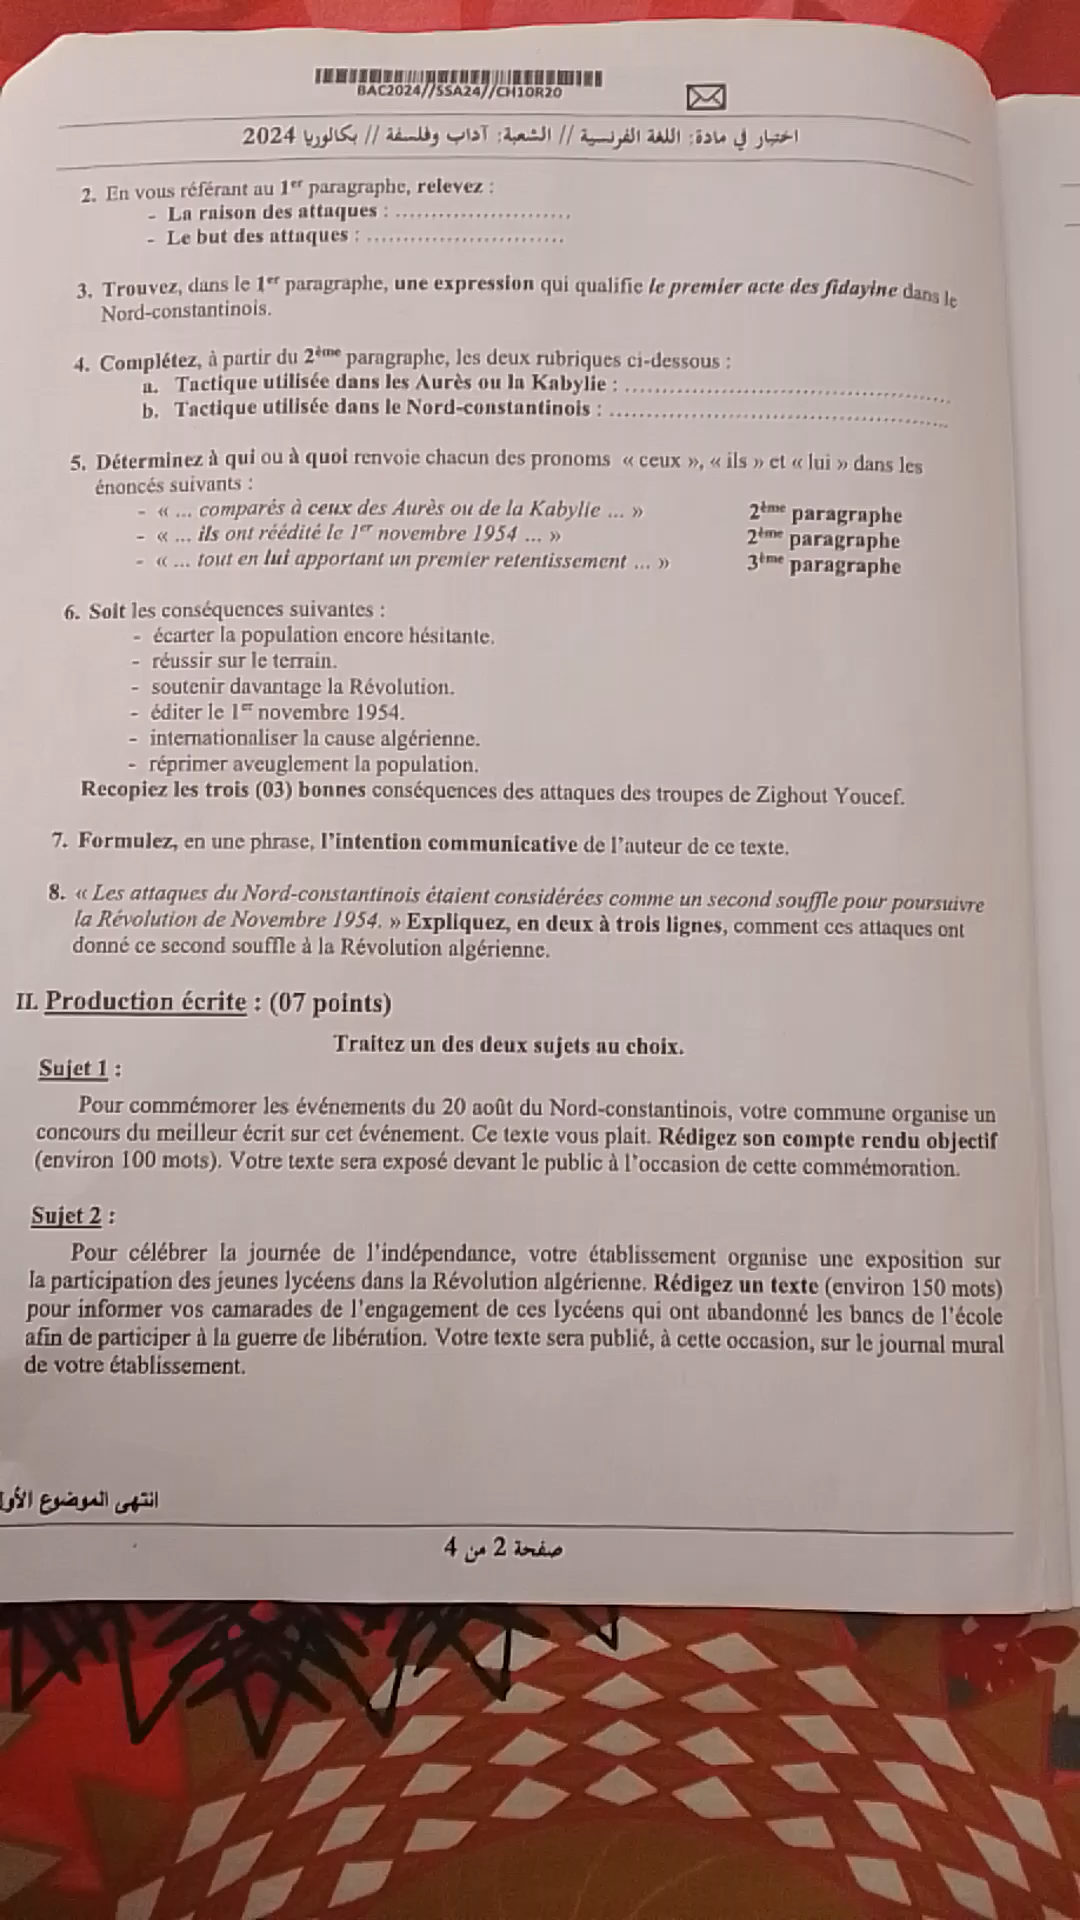 BAC2024//SSA24//CH10R20
اختبار في مادة: اللغة الفرنسية // الشعبة: آداب وفلسفة // بكالوريا 2024
2. En vous référant au 1er paragraphe, relevez :
- La raison des attaques : ........................
- Le but des attaques : ...........................
3. Trouvez, dans le 1er paragraphe, une expression qui qualifie le premier acte des fidayine dans le
Nord-constantinois.
4. Complétez, à partir du 2ème paragraphe, les deux rubriques ci-dessous :
a. Tactique utilisée dans les Aurès ou la Kabylie : .............................................
b. Tactique utilisée dans le Nord-constantinois : ...............................................
5. Déterminez à qui ou à quoi renvoie chacun des pronoms « ceux », « ils » et « lui » dans les
énoncés suivants :
- « ... comparés à ceux des Aurès ou de la Kabylie ... » 2ème paragraphe
- « ... ils ont réédité le 1er novembre 1954 ... » 2ème paragraphe
- « ... tout en lui apportant un premier retentissement ... » 3ème paragraphe
6. Soit les conséquences suivantes :
- écarter la population encore hésitante.
- réussir sur le terrain.
- soutenir davantage la Révolution.
- éditer le 1er novembre 1954.
- internationaliser la cause algérienne.
- réprimer aveuglement la population.
Recopiez les trois (03) bonnes conséquences des attaques des troupes de Zighout Youcef.
7. Formulez, en une phrase, l'intention communicative de l'auteur de ce texte.
8. « Les attaques du Nord-constantinois étaient considérées comme un second souffle pour poursuivre
la Révolution de Novembre 1954. » Expliquez, en deux à trois lignes, comment ces attaques ont
donné ce second souffle à la Révolution algérienne.
II. Production écrite : (07 points)
Traitez un des deux sujets au choix.
Sujet 1 :
Pour commémorer les événements du 20 août du Nord-constantinois, votre commune organise un
concours du meilleur écrit sur cet événement. Ce texte vous plait. Rédigez son compte rendu objectif
(environ 100 mots). Votre texte sera exposé devant le public à l'occasion de cette commémoration.
Sujet 2 :
Pour célébrer la journée de l'indépendance, votre établissement organise une exposition sur
la participation des jeunes lycéens dans la Révolution algérienne. Rédigez un texte (environ 150 mots)
pour informer vos camarades de l'engagement de ces lycéens qui ont abandonné les bancs de l'école
afin de participer à la guerre de libération. Votre texte sera publié, à cette occasion, sur le journal mural
de votre établissement.
انتهى الموضوع الأول
صفحة 2 من 4